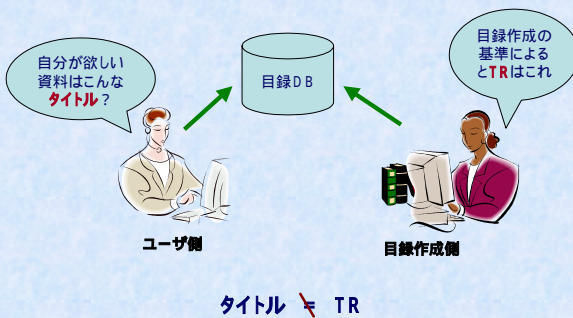 自分が欲しい
資料はこんな
タイトル?
目録DB
目録作成の
基準による
とTRはこれ
ユーザ側
目録作成側
タイトル ≠ TR